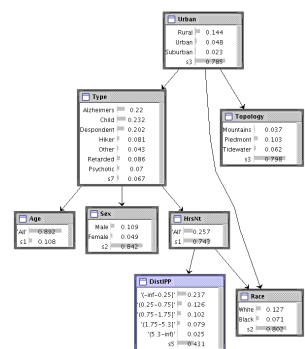 Urban
Rural 0.144
Urban 0.048
Suburban 0.023
s3 0.785
Type
Alzheimers 0.22
Child 0.232
Despondent 0.202
Hiker 0.081
Other 0.043
Retarded 0.086
Psychotic 0.07
s7 0.067
Topology
Mountains 0.037
Piedmont 0.103
Tidewater 0.062
s3 0.798
Age
'All' 0.892
s1 0.108
Sex
Male 0.109
Female 0.049
s2 0.842
HrsNt
'All' 0.257
s1 0.743
DistIPP
'(-inf-0.25]' 0.237
'(0.25-0.75]' 0.126
'(0.75-1.75]' 0.102
'(1.75-5.3]' 0.079
'(5.3-inf)' 0.025
s5 0.431
Race
White 0.127
Black 0.071
s2 0.802